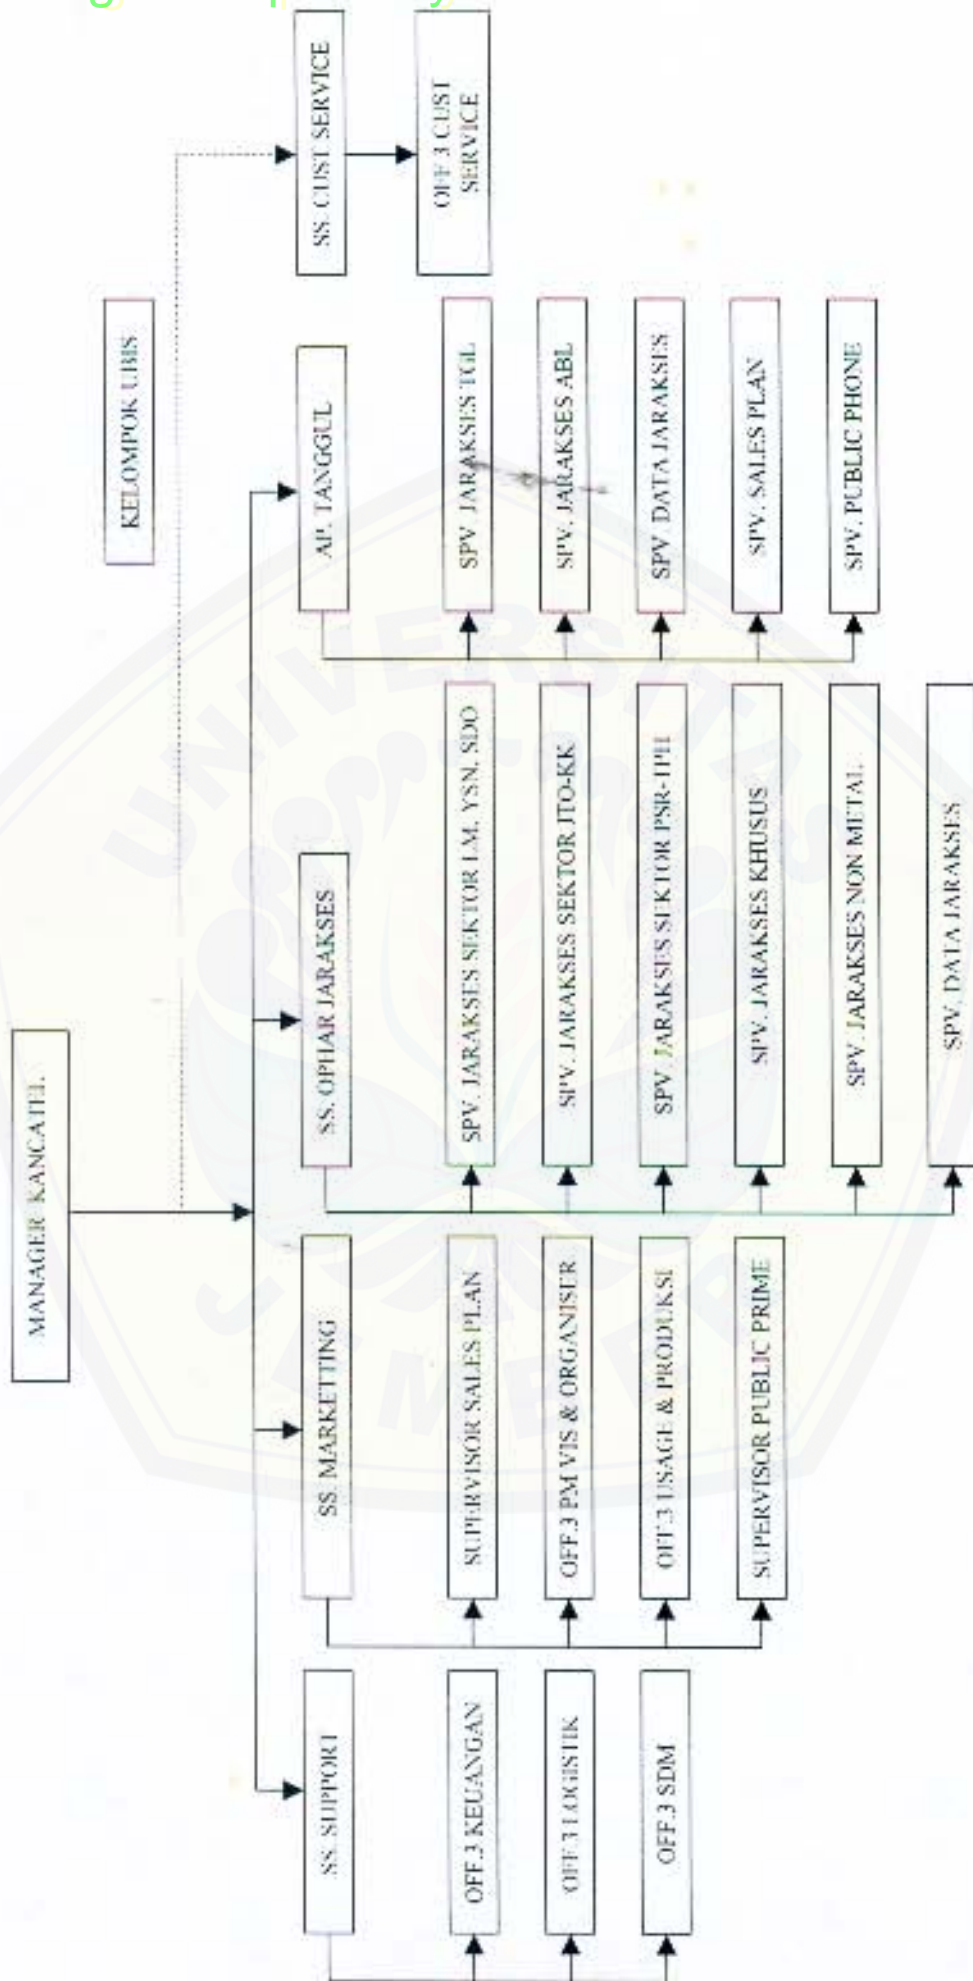 MANAGER KANCATEL
KELOMPOK UBIS
SS. SUPPORT
SS. MARKETTING
SS. OPHAR JARAKSES
AP. TANGGUL
SS. CUST SERVICE
OFF.3 KEUANGAN
OFF.3 LOGISTIK
OFF.3 SDM
SUPERVISOR SALES PLAN
OFF.3 PM VIS & ORGANISER
OFF.3 USAGE & PRODUKSI
SUPERVISOR PUBLIC PRIME
SPV. JARAKSES SEKTOR LM, YSN, SDO
SPV. JARAKSES SEKTOR JTO-KK
SPV. JARAKSES SEKTOR PSR-TPH
SPV. JARAKSES KHUSUS
SPV. JARAKSES NON METAL
SPV. DATA JARAKSES
SPV. JARAKSES TGL
SPV. JARAKSES ABL
SPV. DATA JARAKSES
SPV. SALES PLAN
SPV. PUBLIC PHONE
OFF.3 CUST
SERVICE
UNIVERSITAS
JEMBER